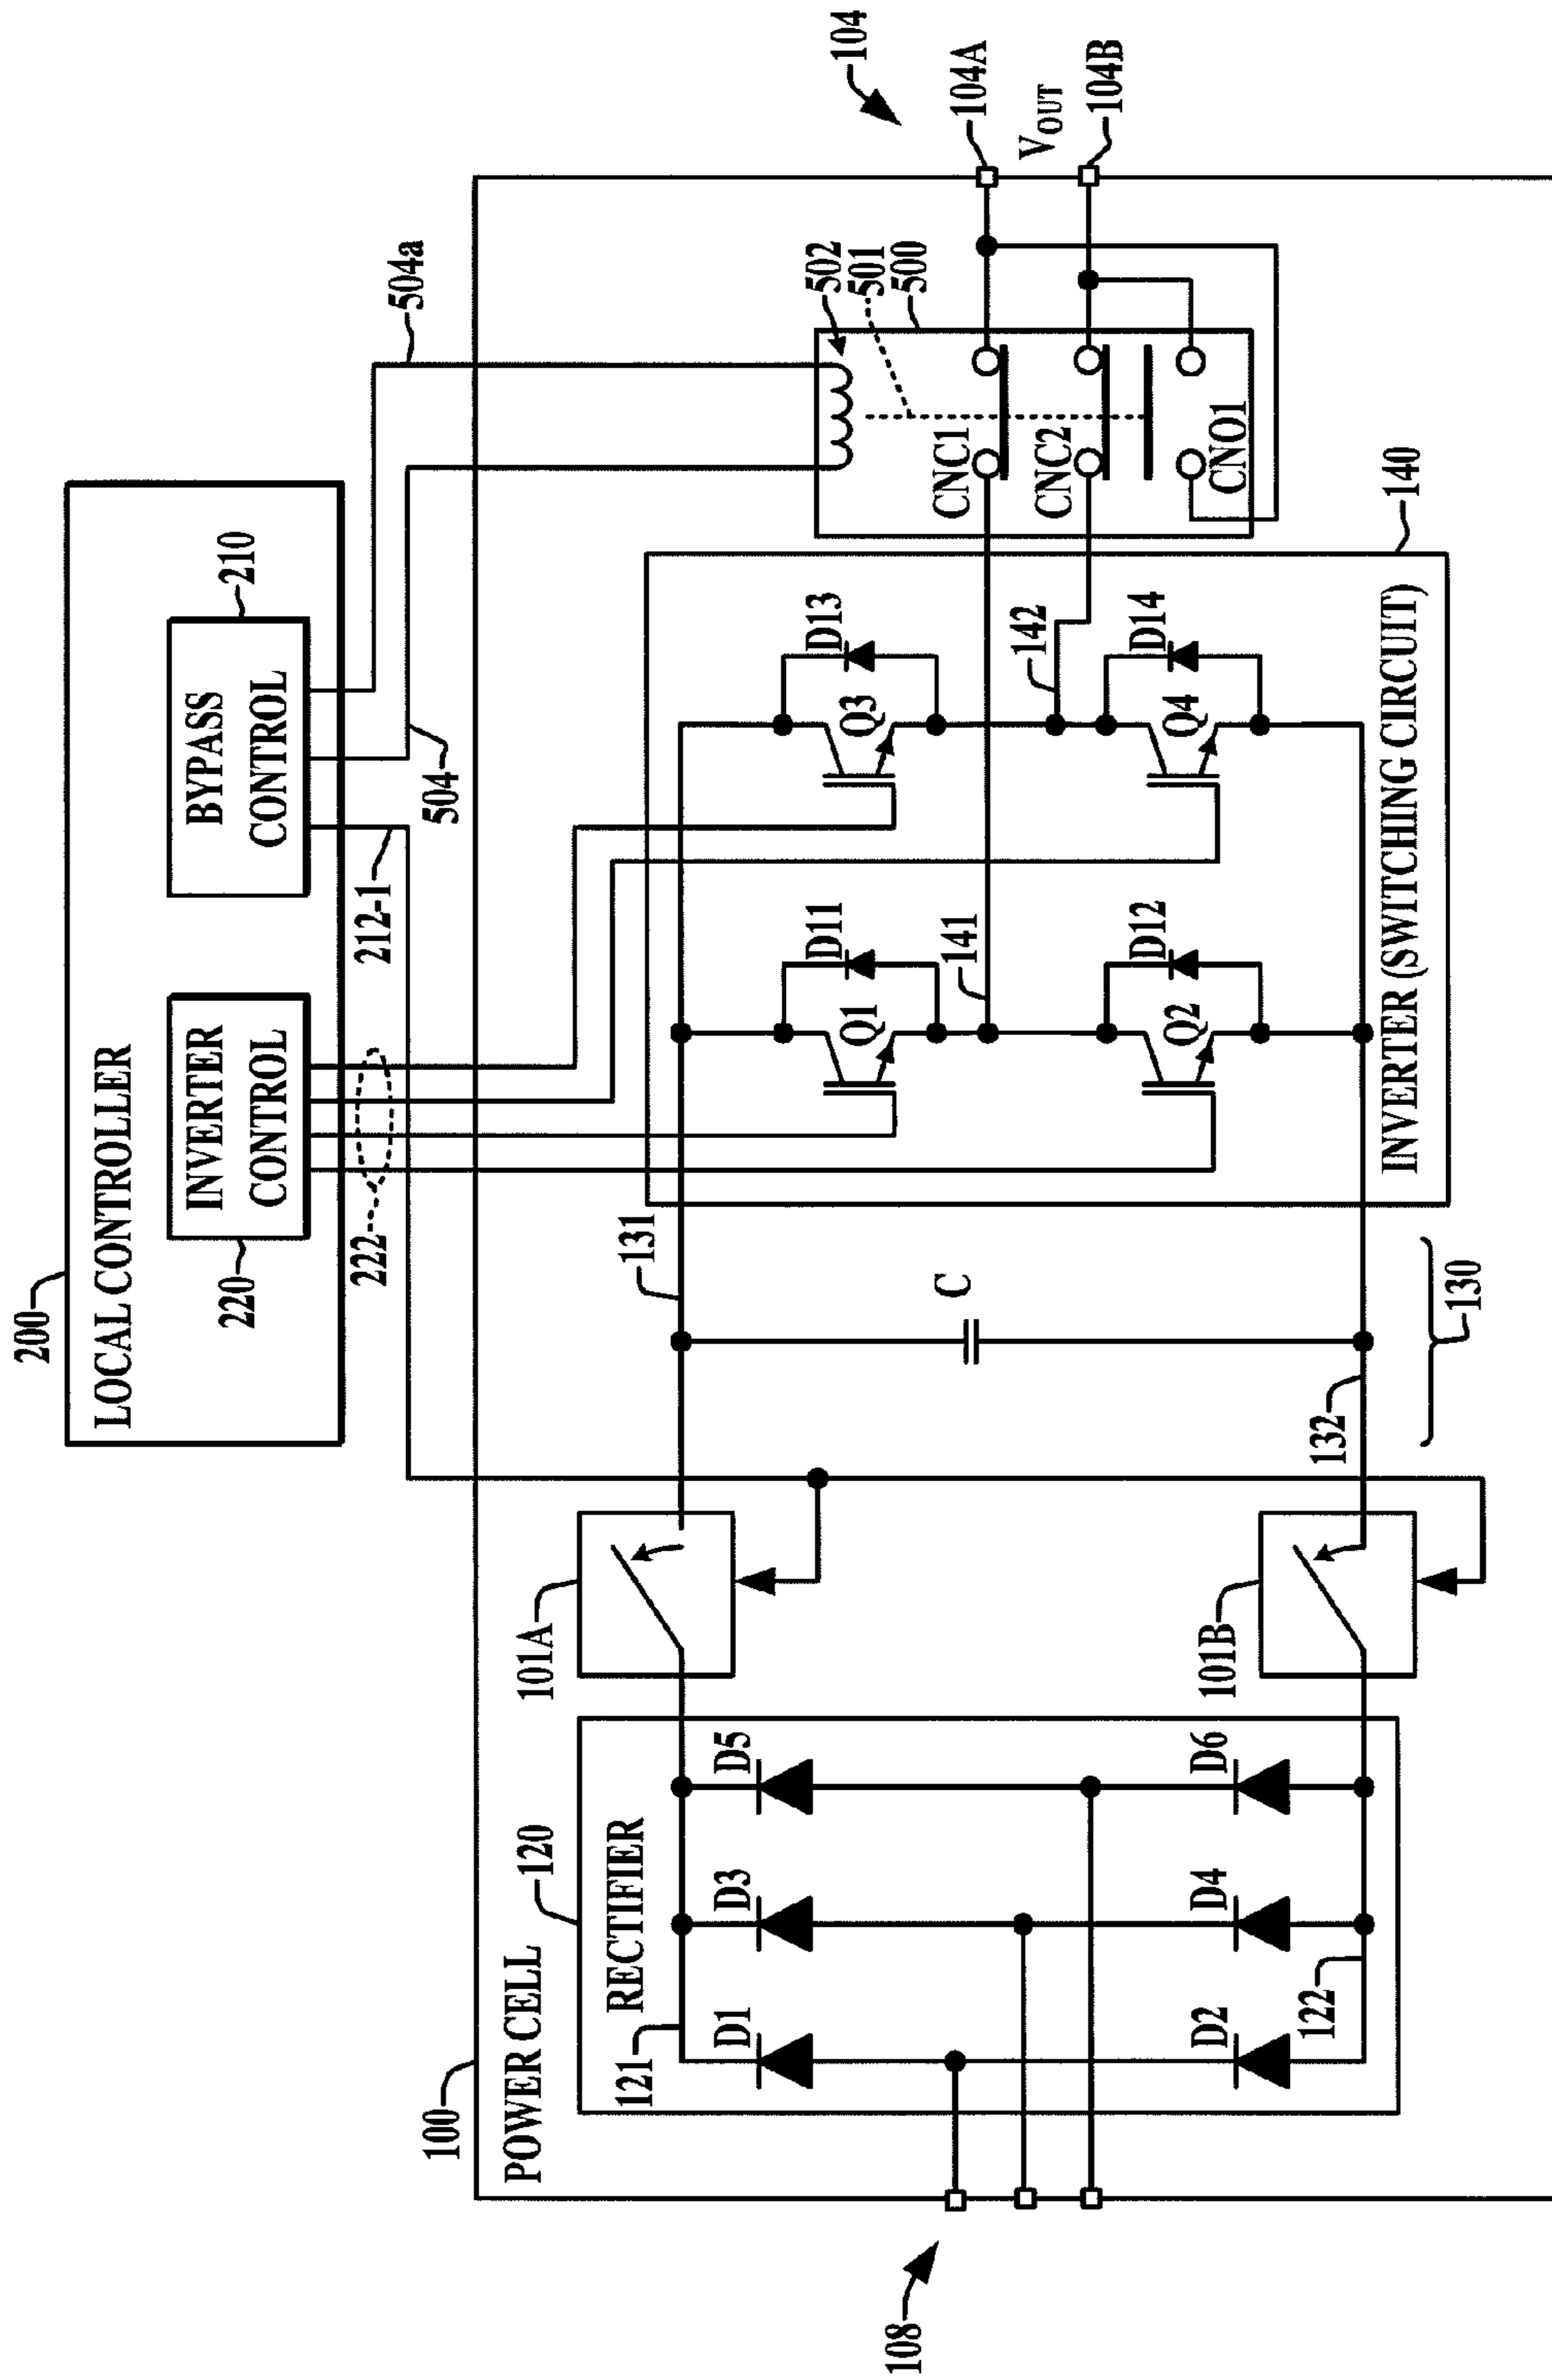 200
LOCAL CONTROLLER
INVERTER
CONTROL
220
BYPASS
CONTROL
210
222
212-1
504
504a
100
POWER CELL
120
RECTIFIER
121
D1
D3
D5
D2
D4
D6
122
108
101A
101B
131
C
132
130
Q1
D11
Q3
D13
141
142
Q2
D12
Q4
D14
INVERTER (SWITCHING CIRCUIT)
140
502
501
500
CNC1
CNC2
CNO1
104
104A
VOUT
104B